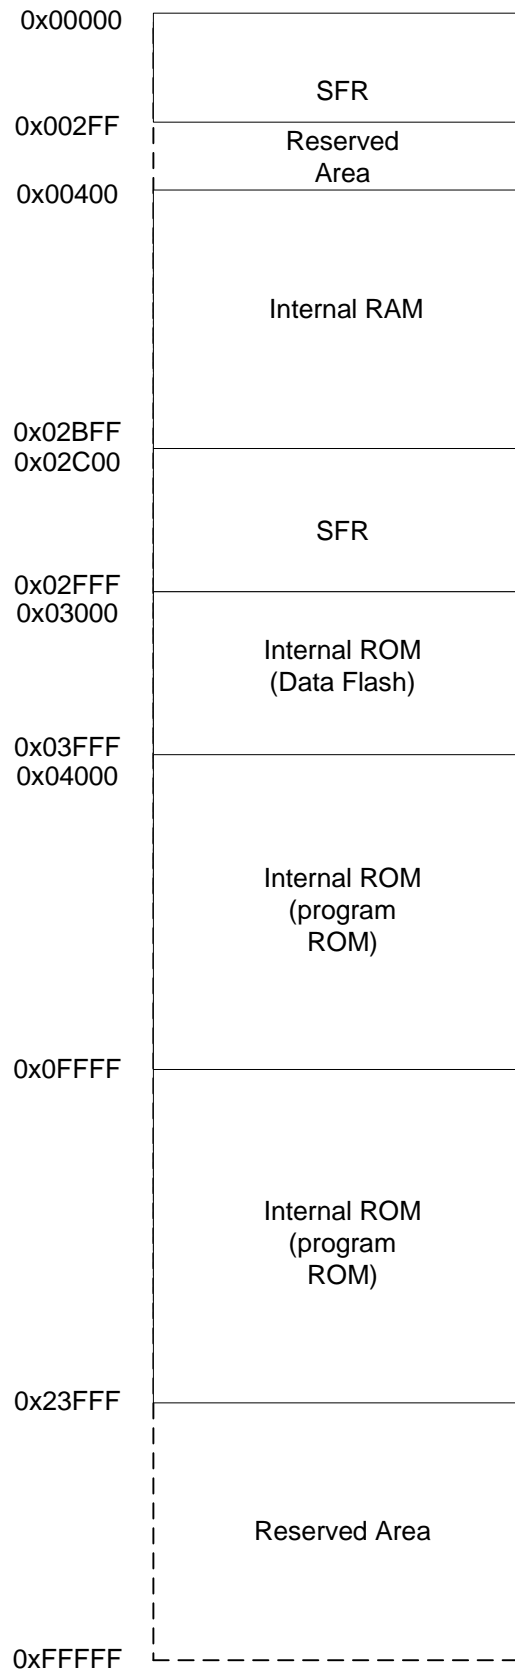 0x00000
SFR
0x002FF
Reserved
Area
0x00400
Internal RAM
0x02BFF
0x02C00
SFR
0x02FFF
0x03000
Internal ROM
(Data Flash)
0x03FFF
0x04000
Internal ROM
(program
ROM)
0x0FFFF
Internal ROM
(program
ROM)
0x23FFF
Reserved Area
0xFFFFF